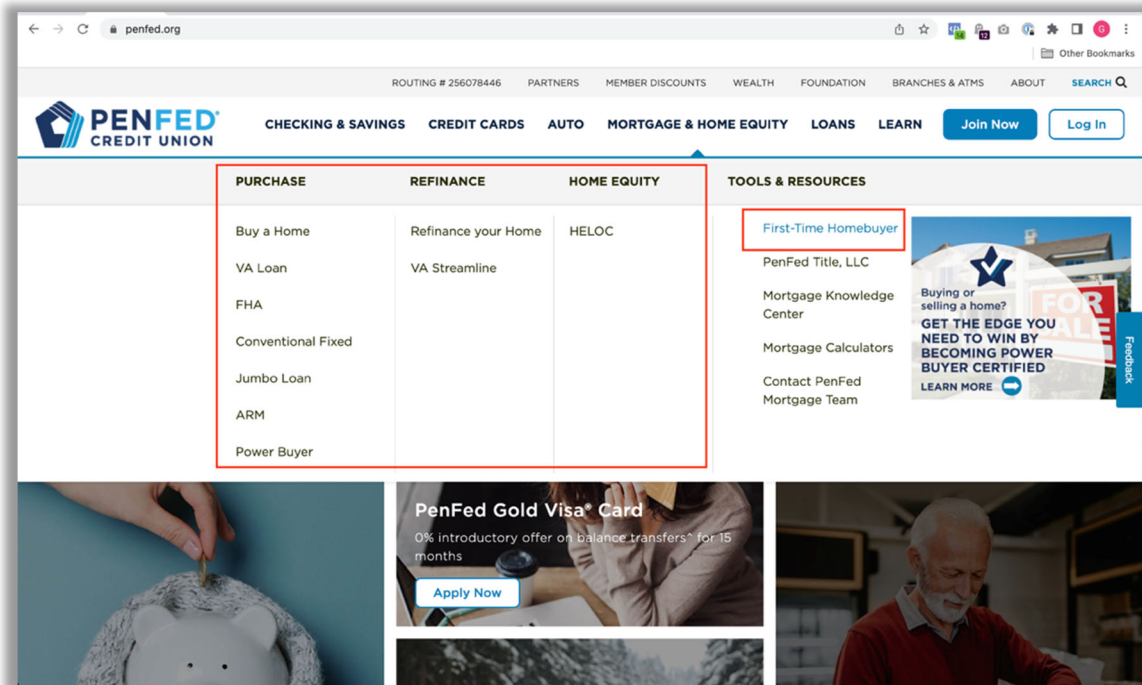 penfed.org
14
12
G
Other Bookmarks
ROUTING # 256078446 PARTNERS MEMBER DISCOUNTS WEALTH FOUNDATION BRANCHES & ATMS ABOUT SEARCH
PENFED®
CREDIT UNION
CHECKING & SAVINGS CREDIT CARDS AUTO MORTGAGE & HOME EQUITY LOANS LEARN Join Now Log In
PURCHASE REFINANCE HOME EQUITY TOOLS & RESOURCES
Buy a Home
VA Loan
FHA
Conventional Fixed
Jumbo Loan
ARM
Power Buyer
Refinance your Home
VA Streamline
HELOC
First-Time Homebuyer
PenFed Title, LLC
Mortgage Knowledge
Center
Mortgage Calculators
Contact PenFed
Mortgage Team
FOR
SALE
Buying or
selling a home?
GET THE EDGE YOU
NEED TO WIN BY
BECOMING POWER
BUYER CERTIFIED
LEARN MORE
Feedback
PenFed Gold Visa® Card
0% introductory offer on balance transfers^ for 15
months
Apply Now